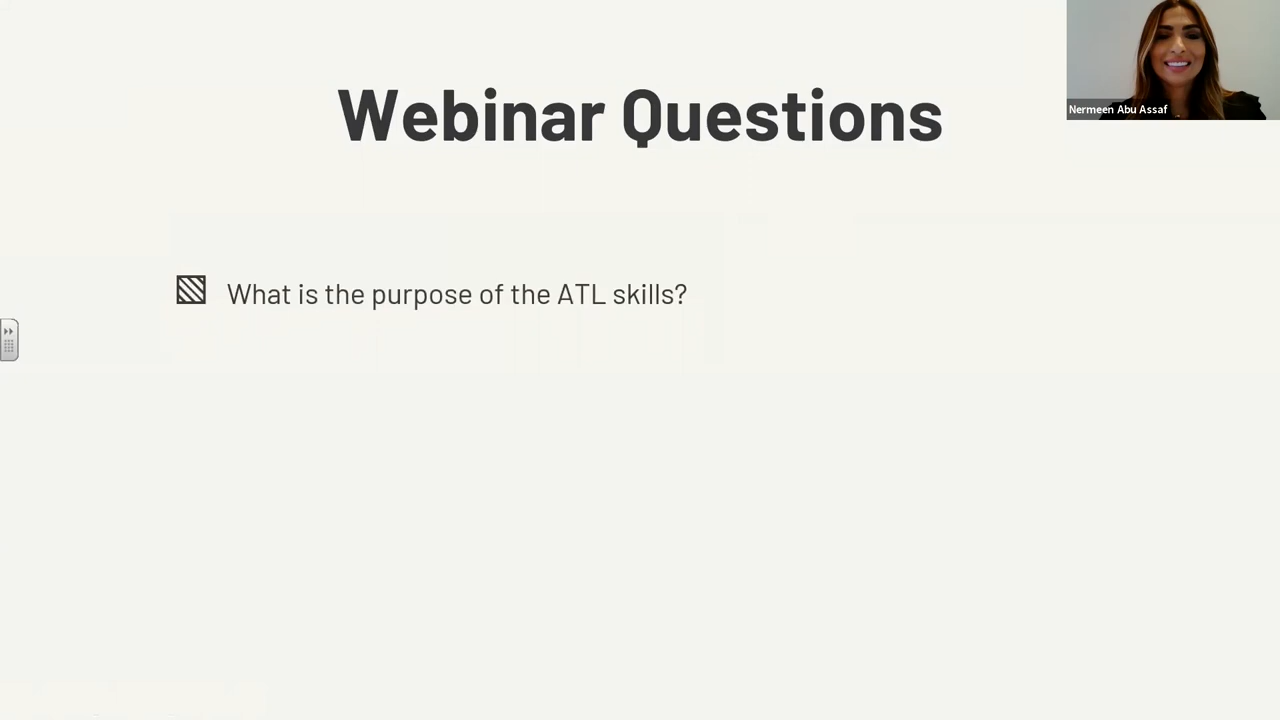 Webinar Questions
Nermeen Abu Assaf
What is the purpose of the ATL skills?